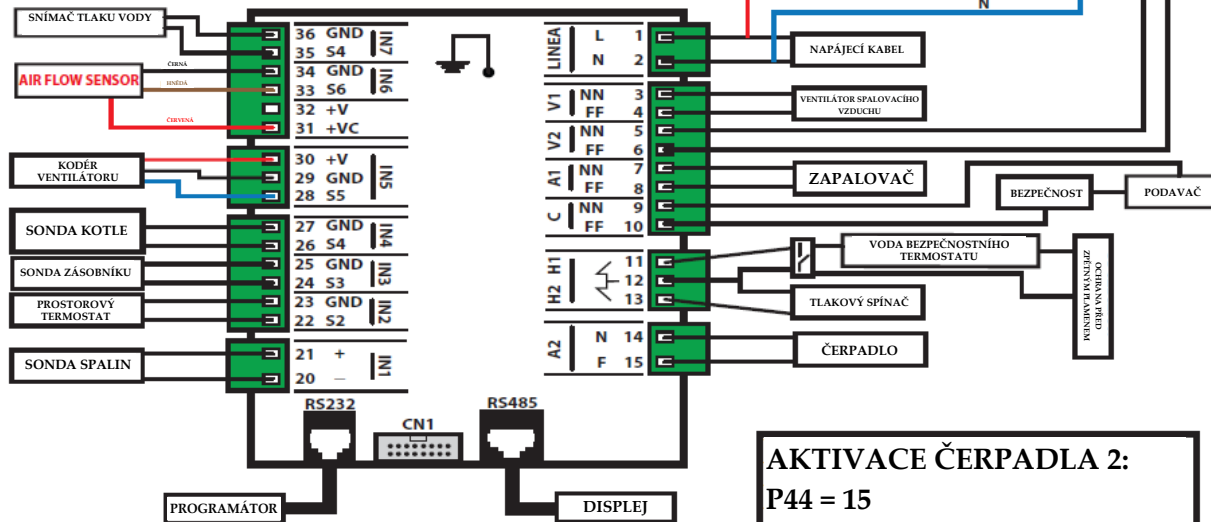 SNÍMAČ TLAKU VODY
AIR FLOW SENSOR
ČERNÁ
HNĚDÁ
ČERVENÁ
KODÉR
VENTILÁTORU
SONDA KOTLE
SONDA ZÁSOBNÍKU
PROSTOROVÝ
TERMOSTAT
SONDA SPALIN
36 GND
35 S4
IN7
34 GND
33 S6
IN6
32 +V
31 +VC
30 +V
29 GND
28 S5
IN5
27 GND
26 S4
IN4
25 GND
24 S3
IN3
23 GND
22 S2
IN2
21 +
20 –
IN1
RS232
CN1
RS485
PROGRAMÁTOR
DISPLEJ
N
LINEA
L 1
N 2
V1
NN 3
FF 4
V2
NN 5
FF 6
A1
NN 7
FF 8
C
NN 9
FF 10
H1
H2
11
12
13
A2
N 14
F 15
NAPÁJECÍ KABEL
VENTILÁTOR SPALOVACÍHO
VZDUCHU
ZAPALOVAČ
BEZPEČNOST
PODAVAČ
VODA BEZPEČNOSTNÍHO
TERMOSTATU
TLAKOVÝ SPÍNAČ
OCHRANA PŘED
ZPĚTNÝM PLAMENEM
ČERPADLO
AKTIVACE ČERPADLA 2:
P44 = 15